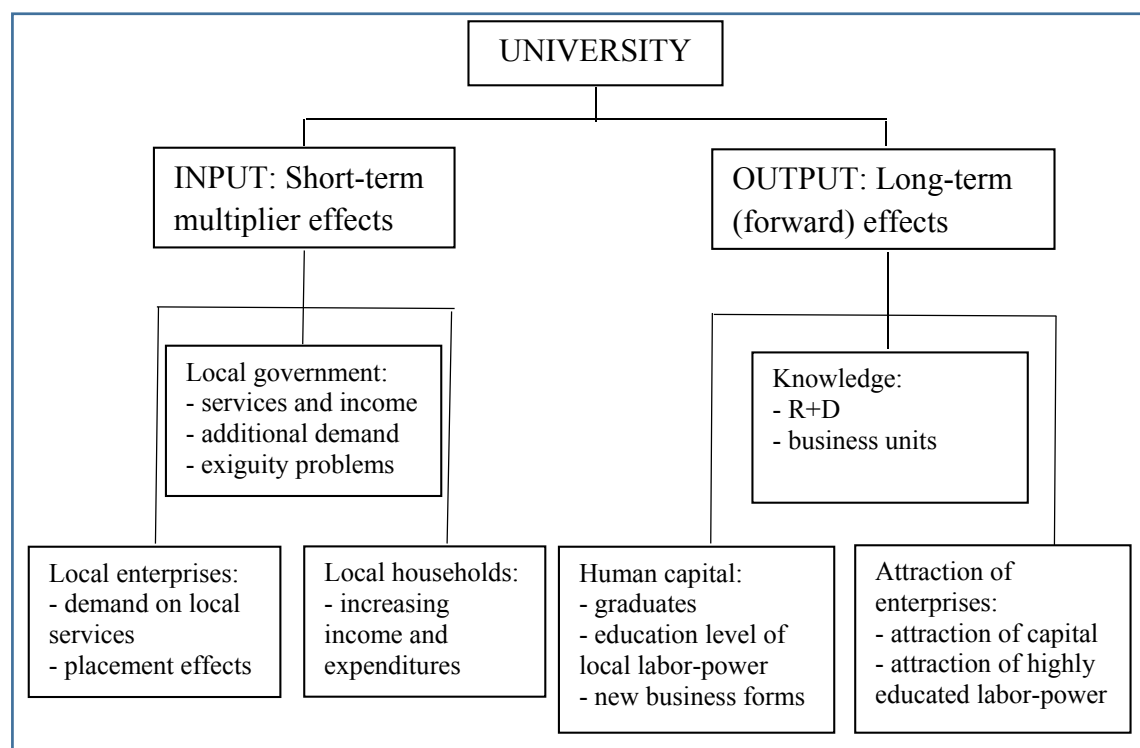 UNIVERSITY
INPUT: Short-term
multiplier effects
OUTPUT: Long-term
(forward) effects
Local government:
- services and income
- additional demand
- exiguity problems
Knowledge:
- R+D
- business units
Local enterprises:
- demand on local
services
- placement effects
Local households:
- increasing
income and
expenditures
Human capital:
- graduates
- education level of
local labor-power
- new business forms
Attraction of
enterprises:
- attraction of capital
- attraction of highly
educated labor-power